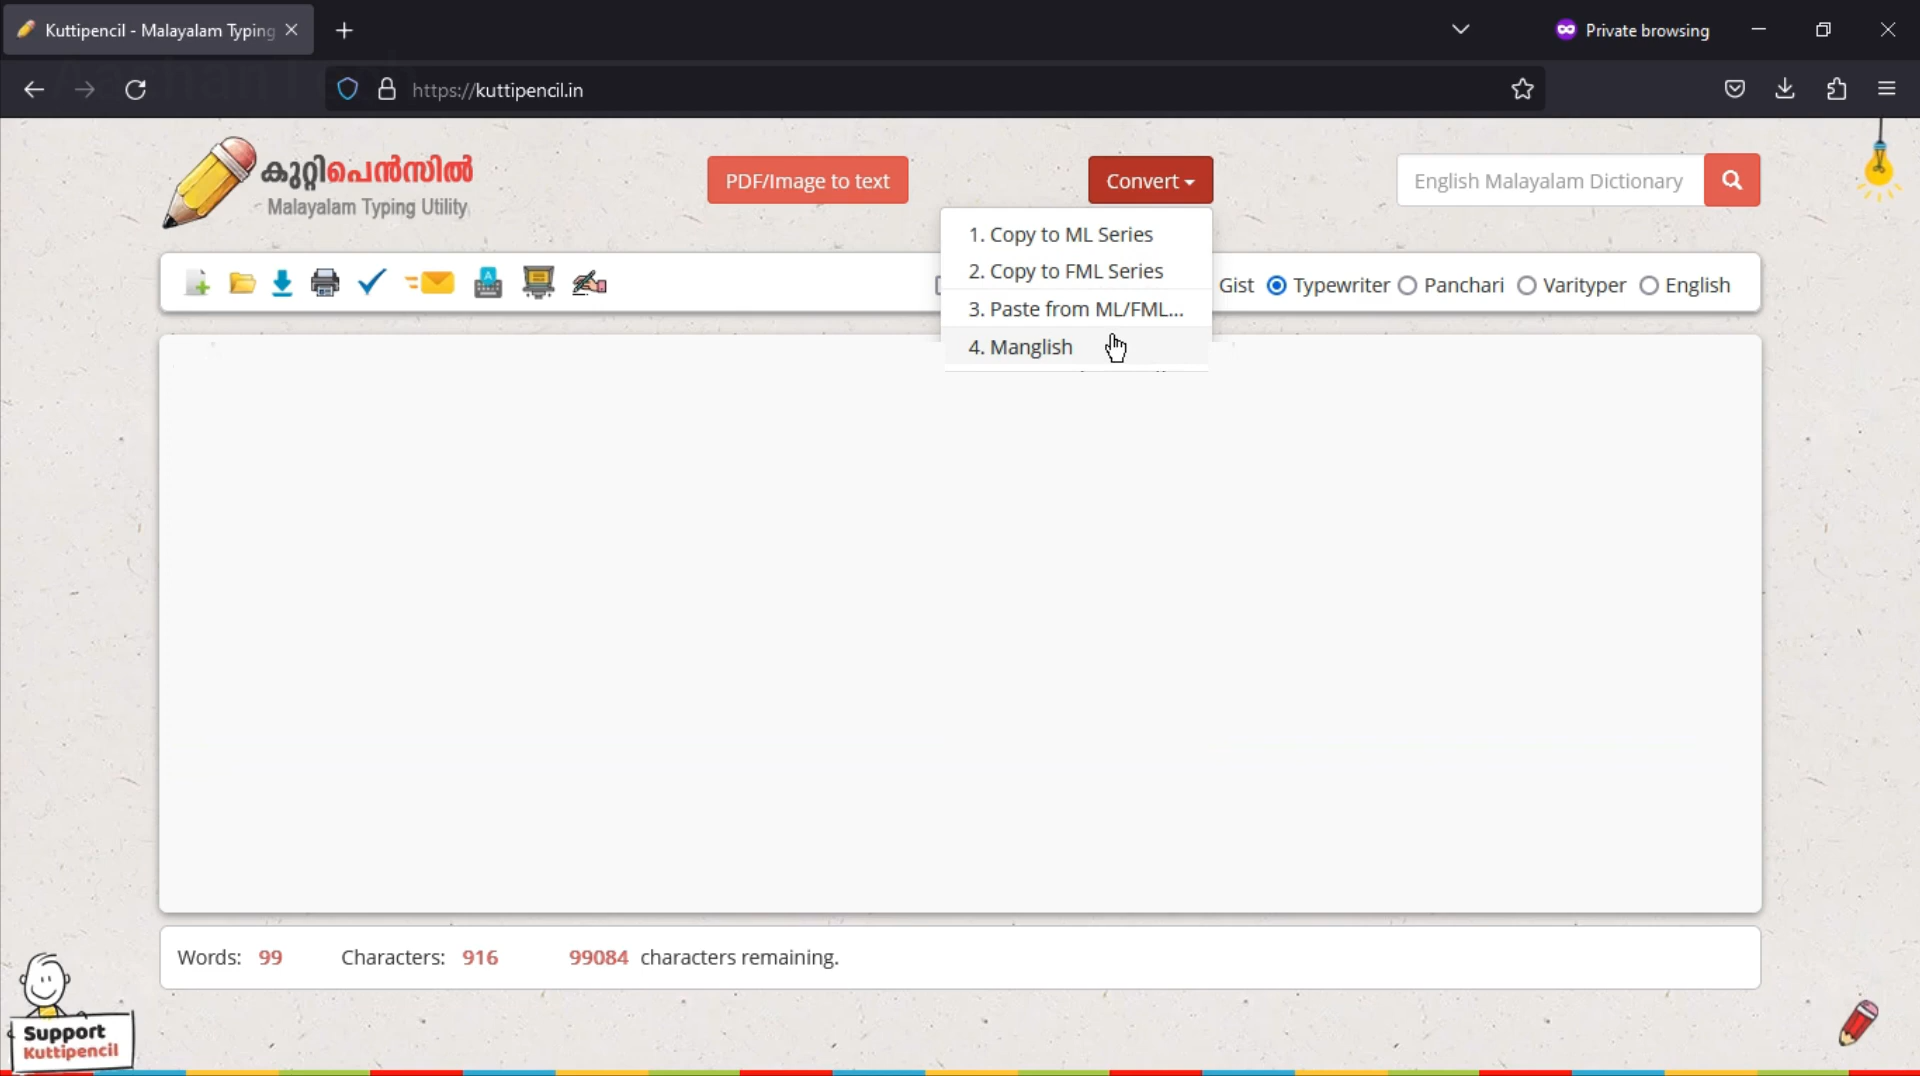 Kuttipencil - Malayalam Typing
Private browsing
https://kuttipencil.in
കുറ്റിപെൻസിൽ
Malayalam Typing Utility
PDF/Image to text
Convert
English Malayalam Dictionary
1. Copy to ML Series
2. Copy to FML Series
3. Paste from ML/FML...
4. Manglish
Gist Typewriter Panchari Varityper English
Words: 99 Characters: 916 99084 characters remaining.
Support
Kuttipencil